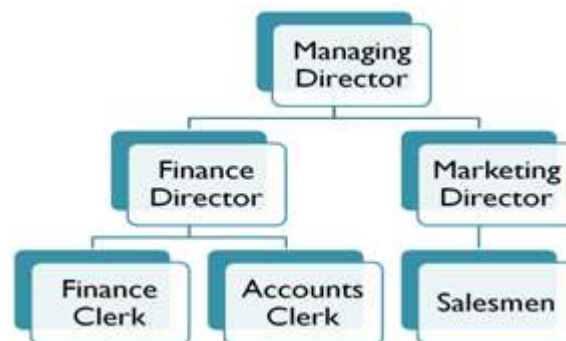 Managing
Director
Finance
Director
Marketing
Director
Finance
Clerk
Accounts
Clerk
Salesmen